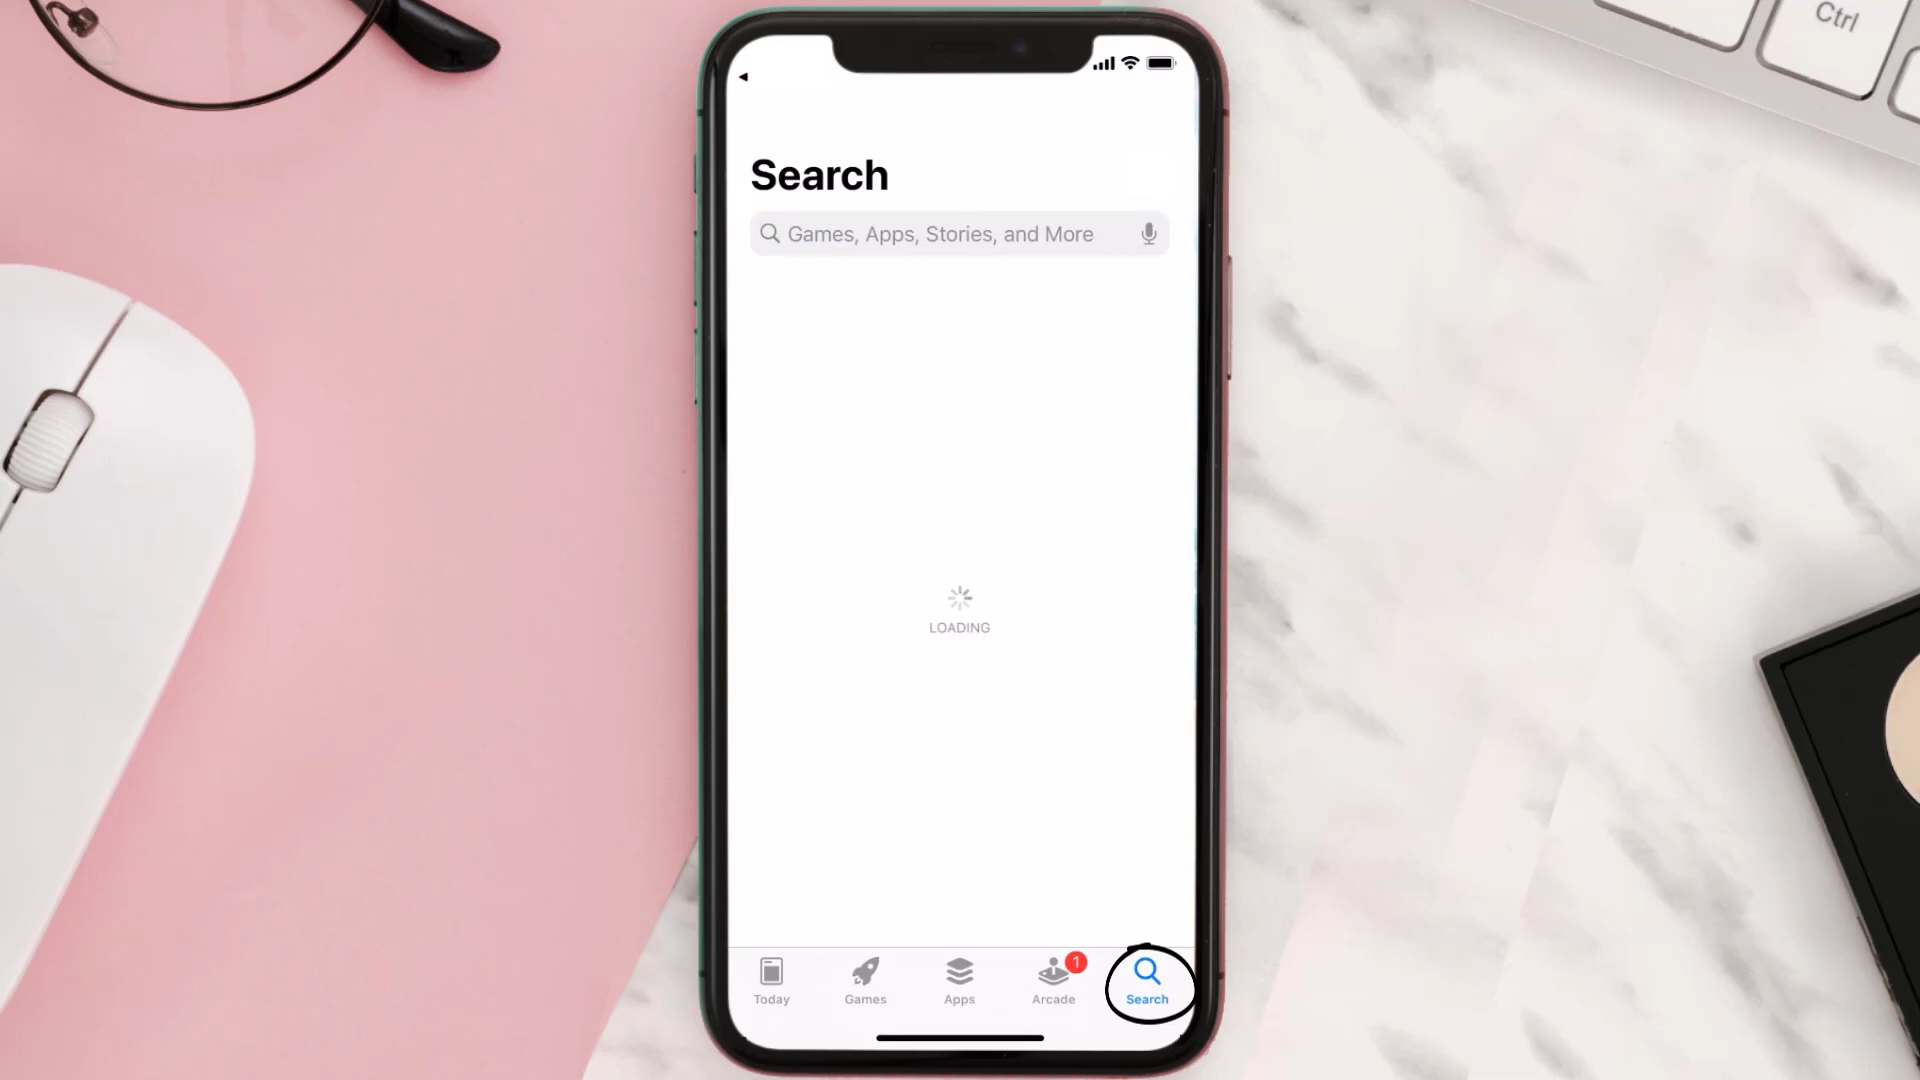 Ctrl
Search
Games, Apps, Stories, and More
LOADING
1
Today
Games
Apps
Arcade
Search